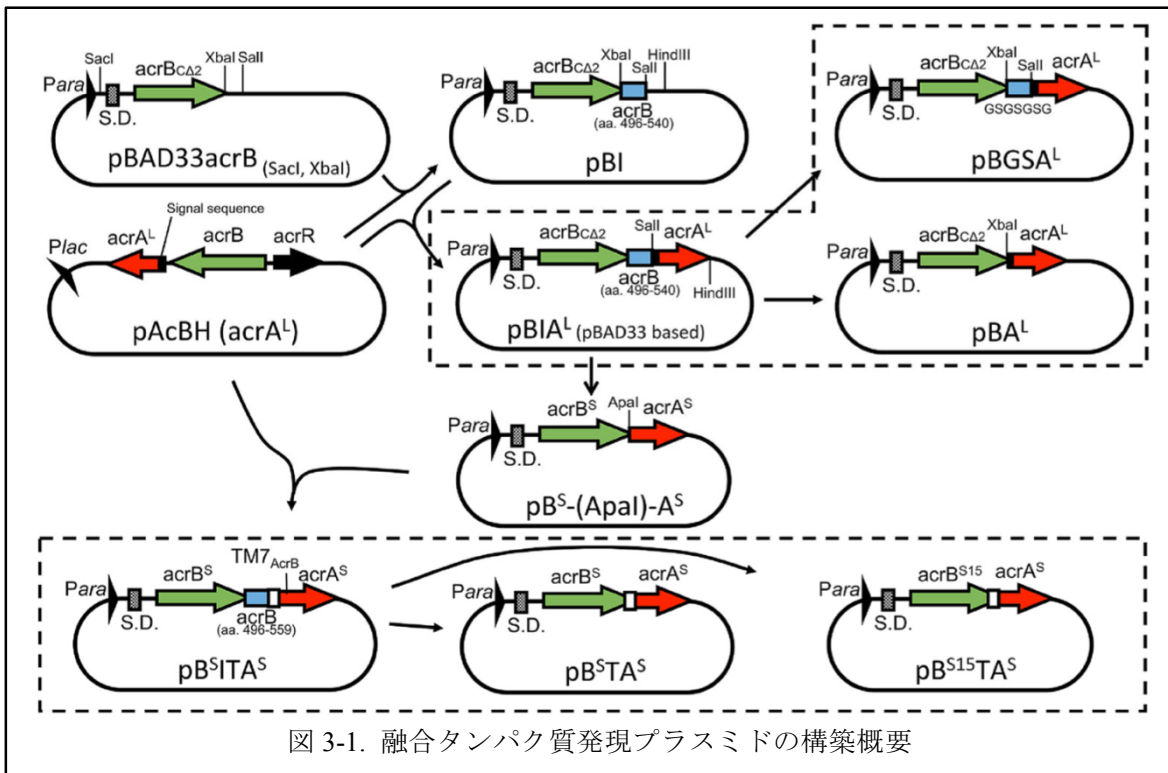 SacI
XbaI SalI
acrBCΔ2
Para
S.D.
pBAD33acrB (SacI, XbaI)
XbaI HindIII
SalI
acrBCΔ2
Para
S.D.
acrB
(aa. 496-540)
pBI
XbaI
SalI acrAL
acrBCΔ2
Para
S.D.
GSGSGSG
pBGSAL
Signal sequence
Plac
acrAL acrB acrR
pAcBH (acrAL)
SalI
acrBCΔ2 acrAL
Para
S.D.
acrB
(aa. 496-540)
HindIII
pBIAL (pBAD33 based)
XbaI
acrBCΔ2 acrAL
Para
S.D.
pBAL
acrBS ApaI acrAS
Para
S.D.
pBS-(ApaI)-AS
TM7AcrB
acrBS acrAS
Para
S.D.
acrB
(aa. 496-559)
pBSITAS
acrBS acrAS
Para
S.D.
pBSTAS
acrBS15 acrAS
Para
S.D.
pBS15TAS
図 3-1. 融合タンパク質発現プラスミドの構築概要